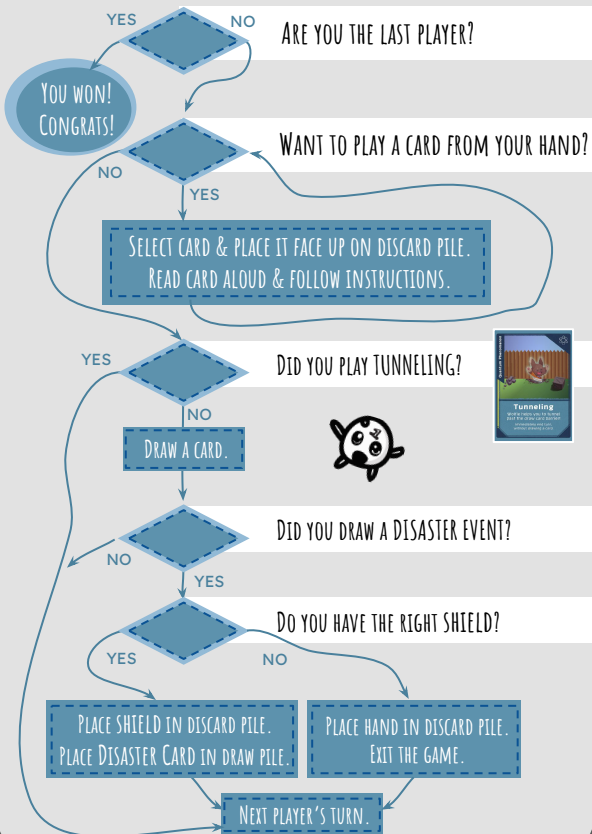 YES
NO
Are you the last player?
You won!
Congrats!
Want to play a card from your hand?
NO
YES
Select card & place it face up on discard pile.
Read card aloud & follow instructions.
YES
Did you play TUNNELING?
Tunneling
NO
Draw a card.
Did you draw a DISASTER EVENT?
NO
YES
Do you have the right SHIELD?
YES
NO
Place SHIELD in discard pile.
Place Disaster Card in draw pile.
Place hand in discard pile.
Exit the game.
Next player's turn.